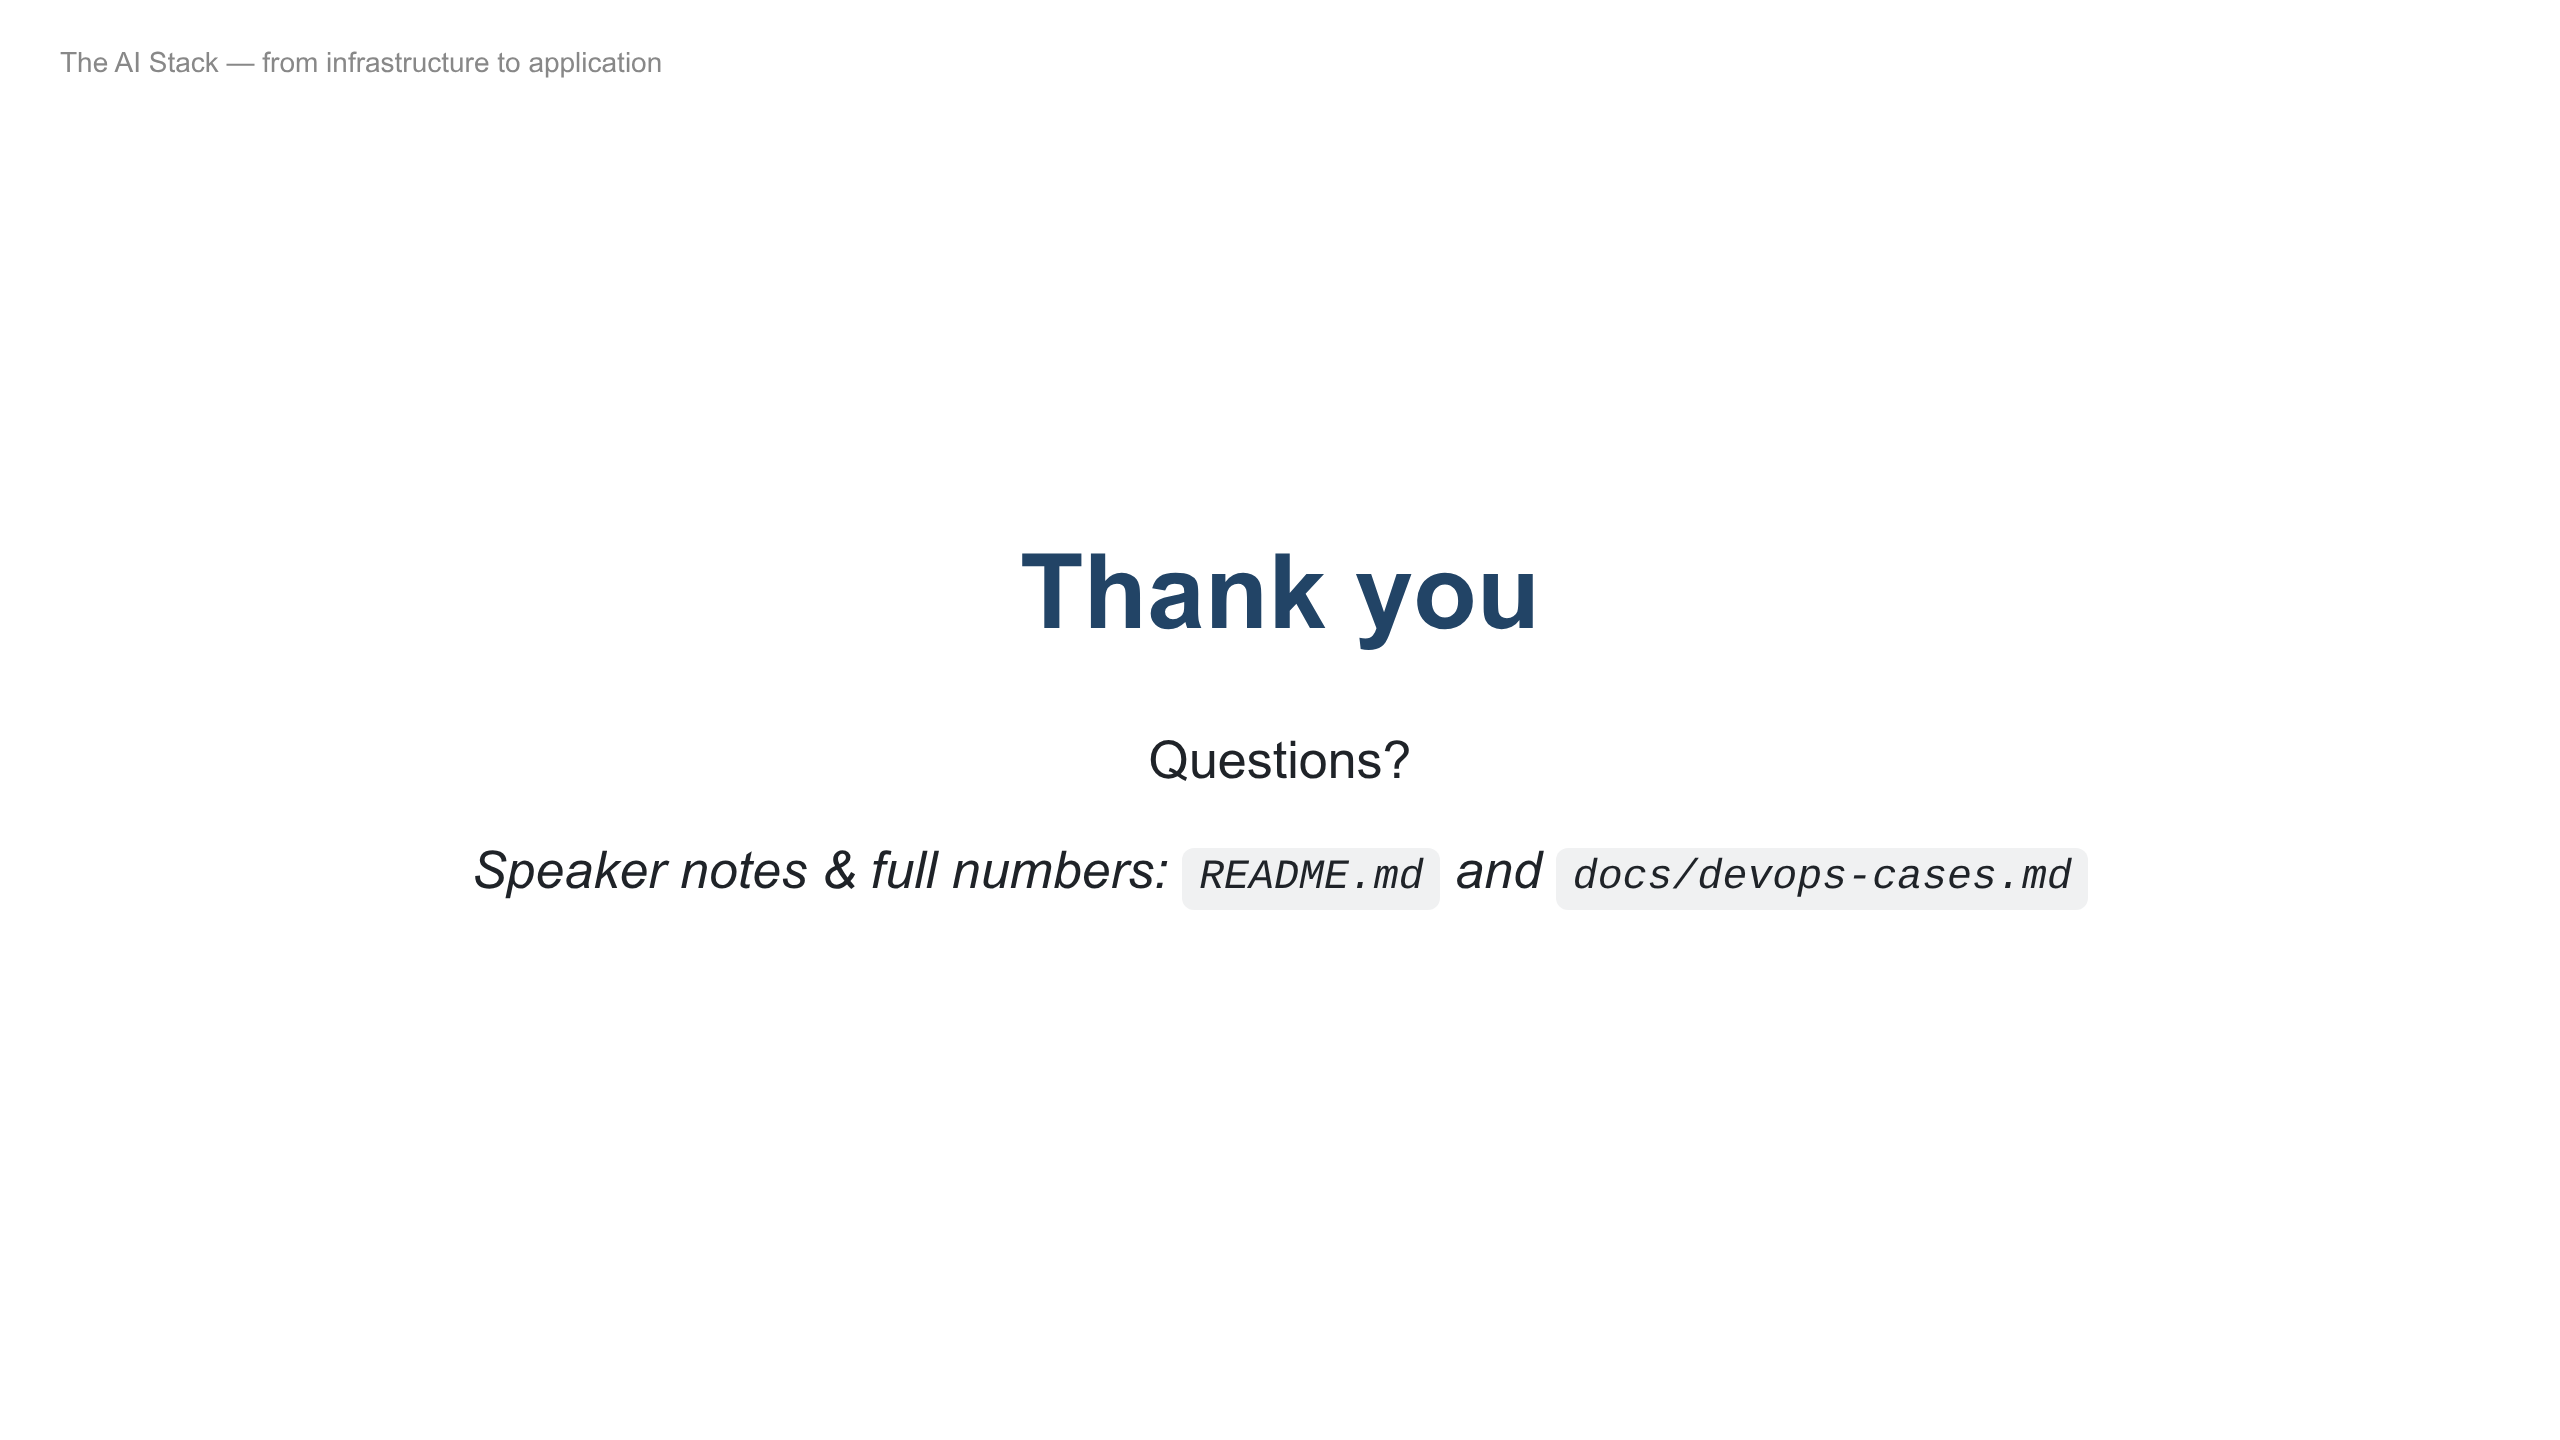 The AI Stack — from infrastructure to application
Thank you
Questions?
Speaker notes & full numbers: README.md and docs/devops-cases.md